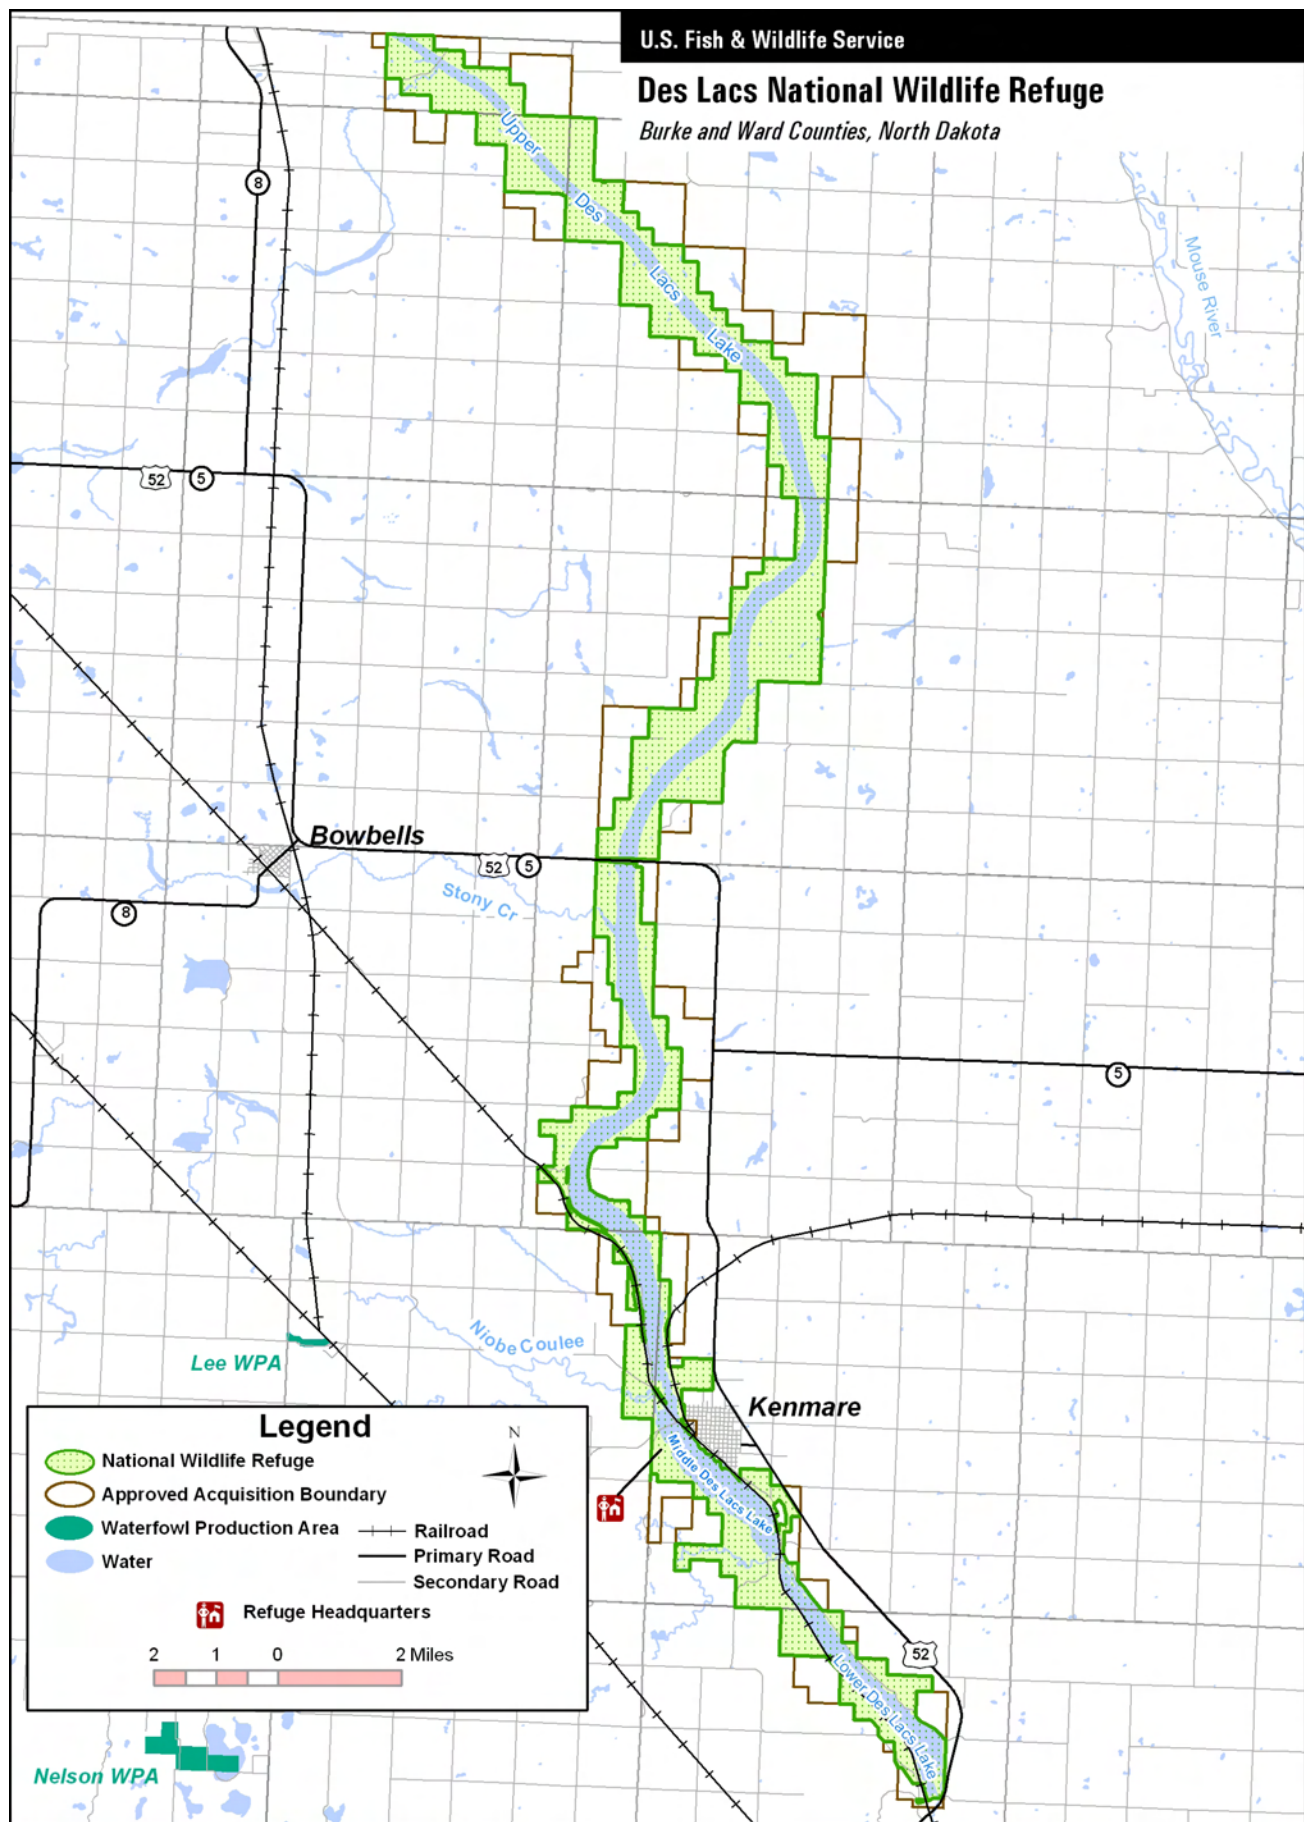 U.S. Fish & Wildlife Service
Des Lacs National Wildlife Refuge
Burke and Ward Counties, North Dakota
Upper
Des
Lacs
Lake
8
Mouse River
52
5
Bowbells
52
5
Stony Cr
8
5
Niobe Coulee
Lee WPA
Kenmare
Middle Des Lacs Lake
Legend
N
National Wildlife Refuge
Approved Acquisition Boundary
Waterfowl Production Area
Railroad
Water
Primary Road
Secondary Road
Refuge Headquarters
2 1 0 2 Miles
52
Lower Des Lacs Lake
Nelson WPA